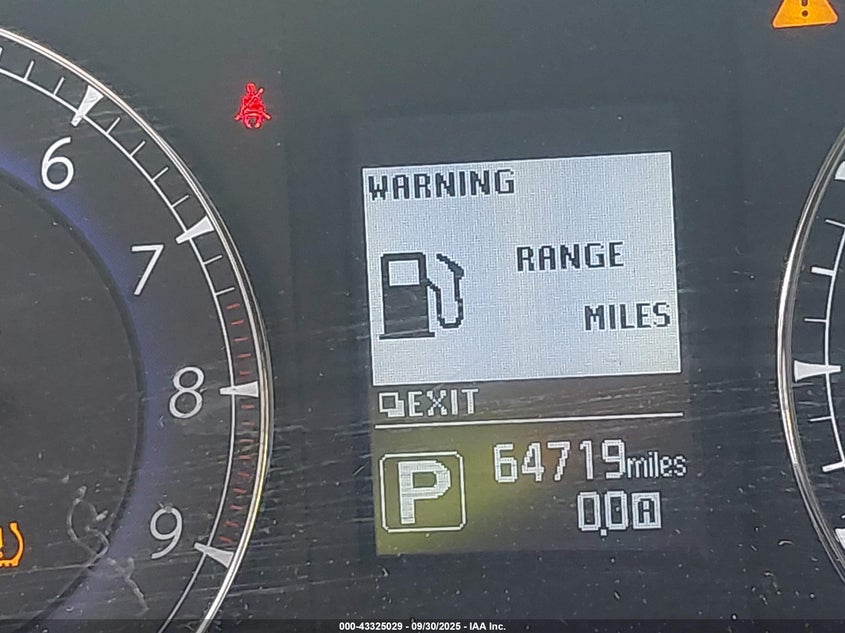 6
7
8
9
WARNING
RANGE
MILES
EXIT
P
64719miles
0.0A
000-43325029 - 09/30/2025 - IAA Inc.